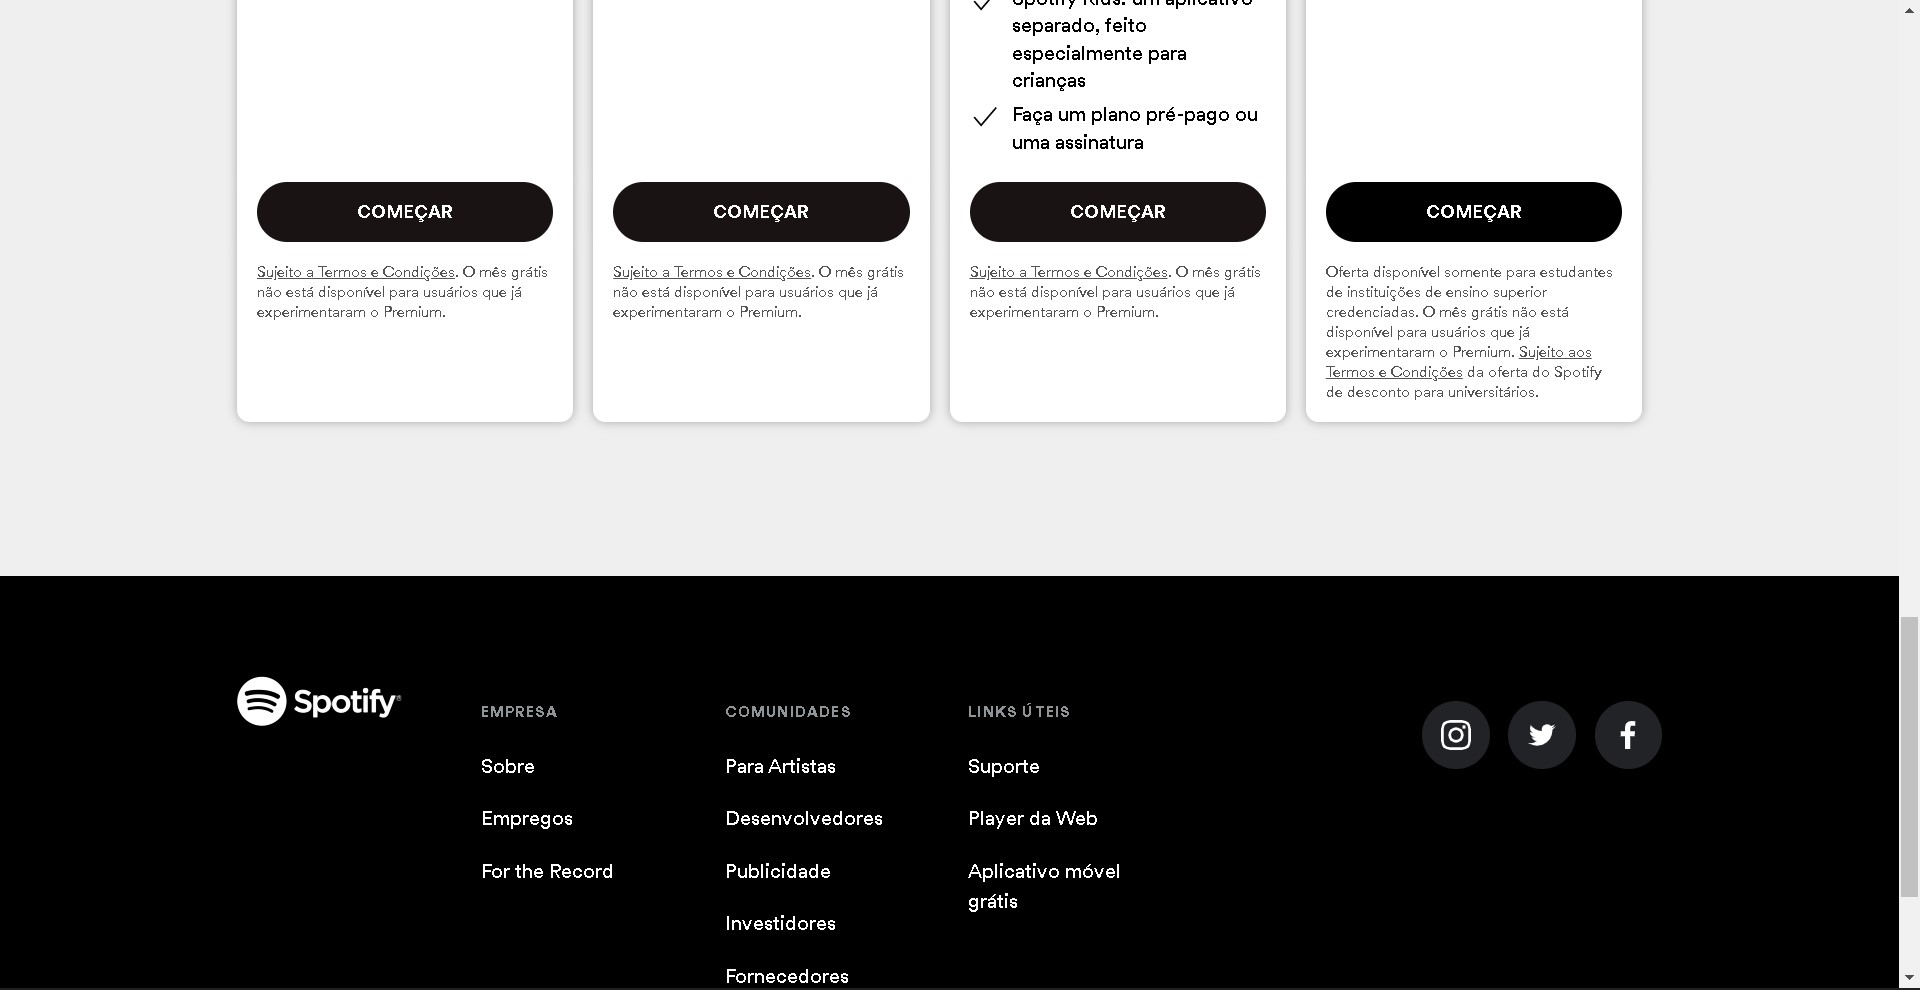 Spotify Kids: um aplicativo
separado, feito
especialmente para
crianças
Faça um plano pré-pago ou
uma assinatura
COMEÇAR
Sujeito a Termos e Condições. O mês grátis
não está disponível para usuários que já
experimentaram o Premium.
COMEÇAR
Sujeito a Termos e Condições. O mês grátis
não está disponível para usuários que já
experimentaram o Premium.
COMEÇAR
Sujeito a Termos e Condições. O mês grátis
não está disponível para usuários que já
experimentaram o Premium.
COMEÇAR
Oferta disponível somente para estudantes
de instituições de ensino superior
credenciadas. O mês grátis não está
disponível para usuários que já
experimentaram o Premium. Sujeito aos
Termos e Condições da oferta do Spotify
de desconto para universitários.
Spotify®
EMPRESA
Sobre
Empregos
For the Record
COMUNIDADES
Para Artistas
Desenvolvedores
Publicidade
Investidores
Fornecedores
LINKS ÚTEIS
Suporte
Player da Web
Aplicativo móvel
grátis